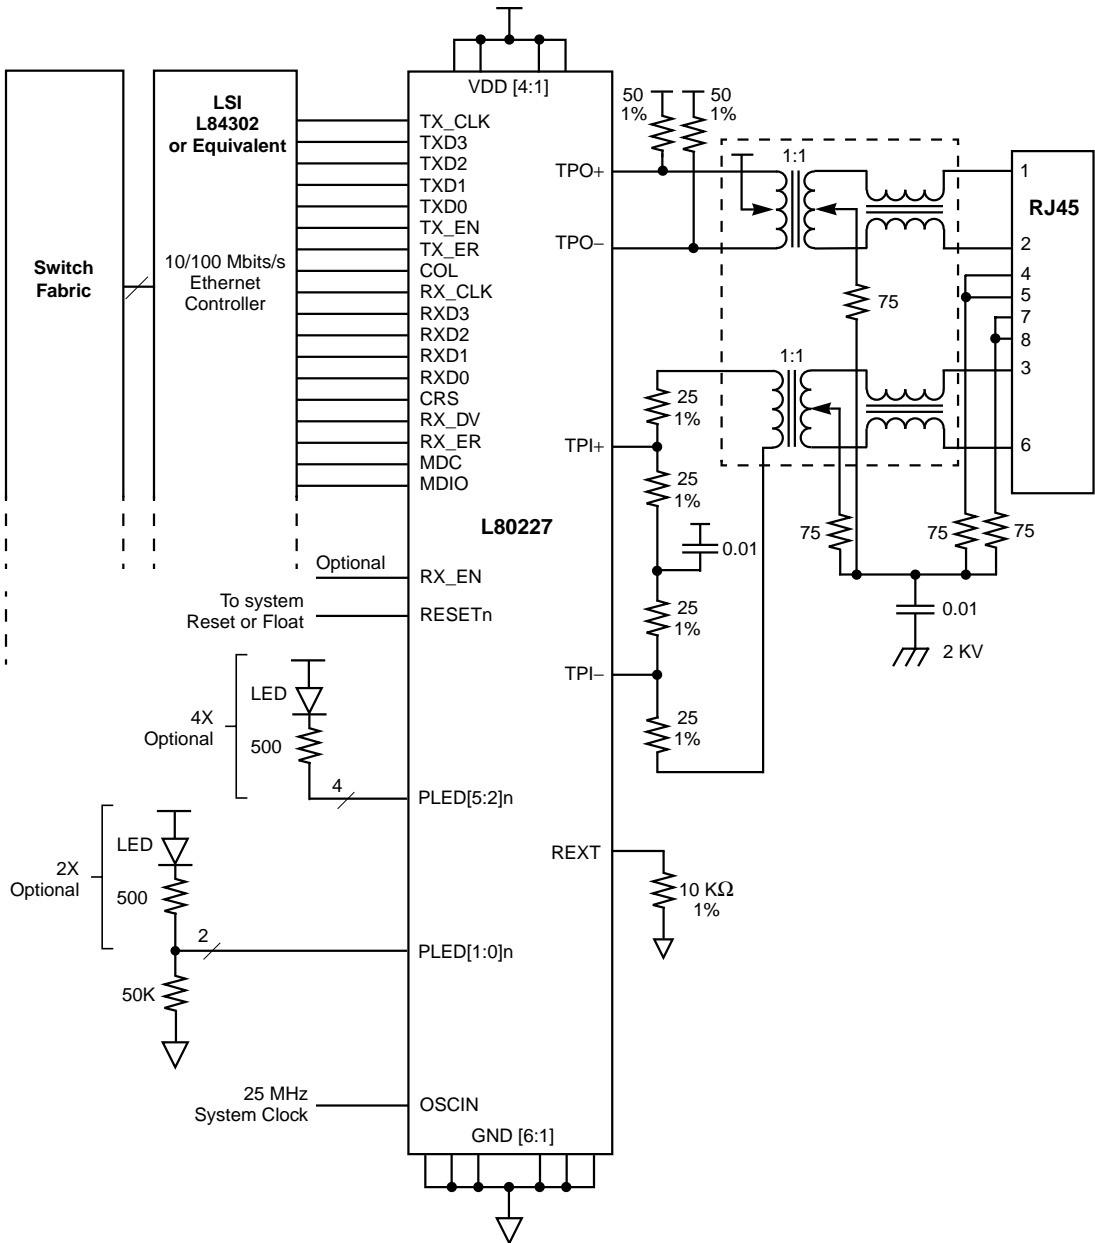 VDD [4:1]
LSI
L84302
or Equivalent
10/100 Mbits/s
Ethernet
Controller
Switch
Fabric
TX_CLK
TXD3
TXD2
TXD1
TXD0
TX_EN
TX_ER
COL
RX_CLK
RXD3
RXD2
RXD1
RXD0
CRS
RX_DV
RX_ER
MDC
MDIO
L80227
Optional
RX_EN
To system
Reset or Float
RESETn
LED
4X
Optional
500
4
PLED[5:2]n
LED
2X
Optional
500
2
PLED[1:0]n
50K
25 MHz
System Clock
OSCIN
GND [6:1]
50
1%
50
1%
TPO+
TPO−
1:1
75
1:1
RJ45
1
2
4
5
7
8
3
6
25
1%
TPI+
25
1%
0.01
25
1%
TPI−
25
1%
75
75
75
0.01
2 KV
REXT
10 KΩ
1%